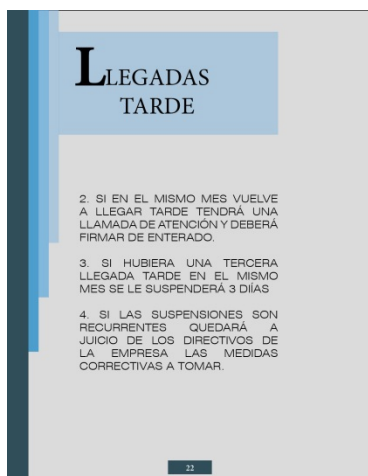 LLEGADAS
TARDE
2. SI EN EL MISMO MES VUELVE
A LLEGAR TARDE TENDRÁ UNA
LLAMADA DE ATENCIÓN Y DEBERÁ
FIRMAR DE ENTERADO.
3. SI HUBIERA UNA TERCERA
LLEGADA TARDE EN EL MISMO
MES SE LE SUSPENDERÁ 3 DÍAS
4. SI LAS SUSPENSIONES SON
RECURRENTES QUEDARÁ A
JUICIO DE LOS DIRECTIVOS DE
LA EMPRESA LAS MEDIDAS
CORRECTIVAS A TOMAR.
22